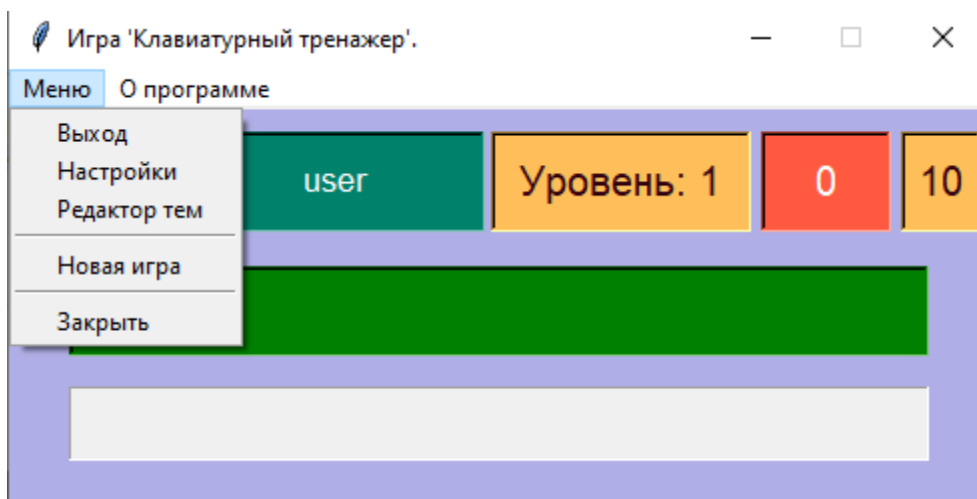 Игра 'Клавиатурный тренажер'.
Меню О программе
Выход
Настройки
Редактор тем
Новая игра
Закрыть
user Уровень: 1 0 10